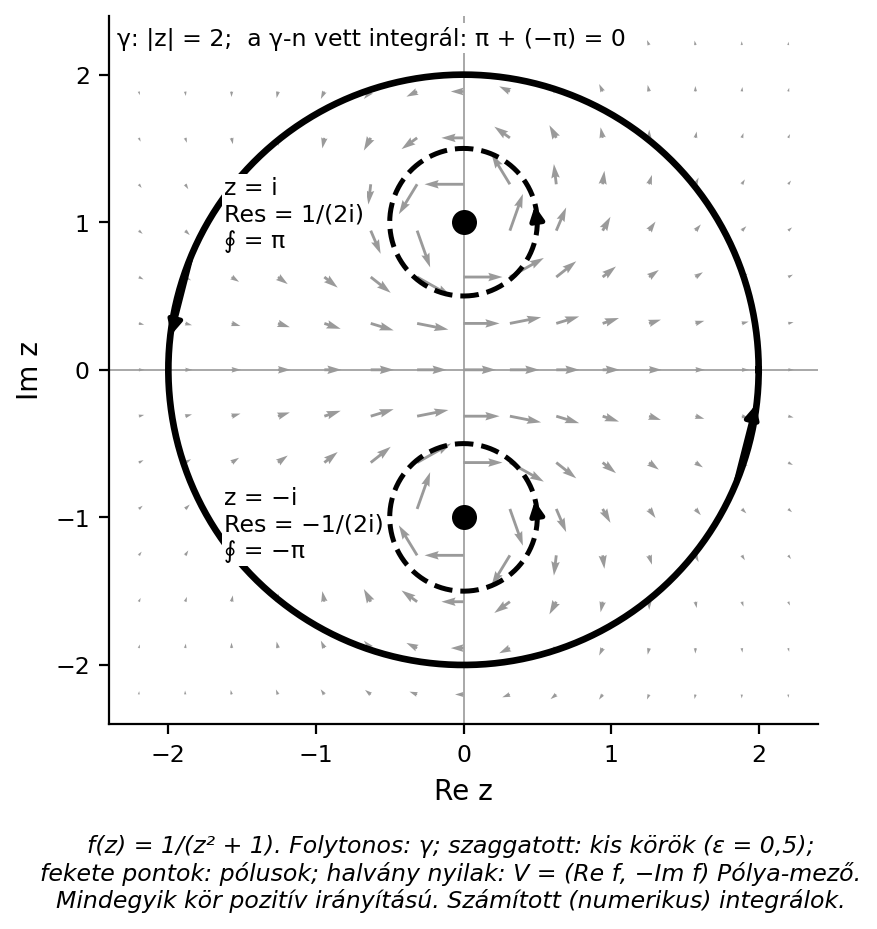 γ: |z| = 2;  a γ-n vett integrál: π + (−π) = 0
2
z = i
Res = 1/(2i)
∮ = π
1
Im z
0
z = −i
Res = −1/(2i)
∮ = −π
−1
−2
−2 −1 0 1 2
Re z
f(z) = 1/(z² + 1). Folytonos: γ; szaggatott: kis körök (ε = 0,5);
fekete pontok: pólusok; halvány nyilak: V = (Re f, −Im f) Pólya-mező.
Mindegyik kör pozitív irányítású. Számított (numerikus) integrálok.